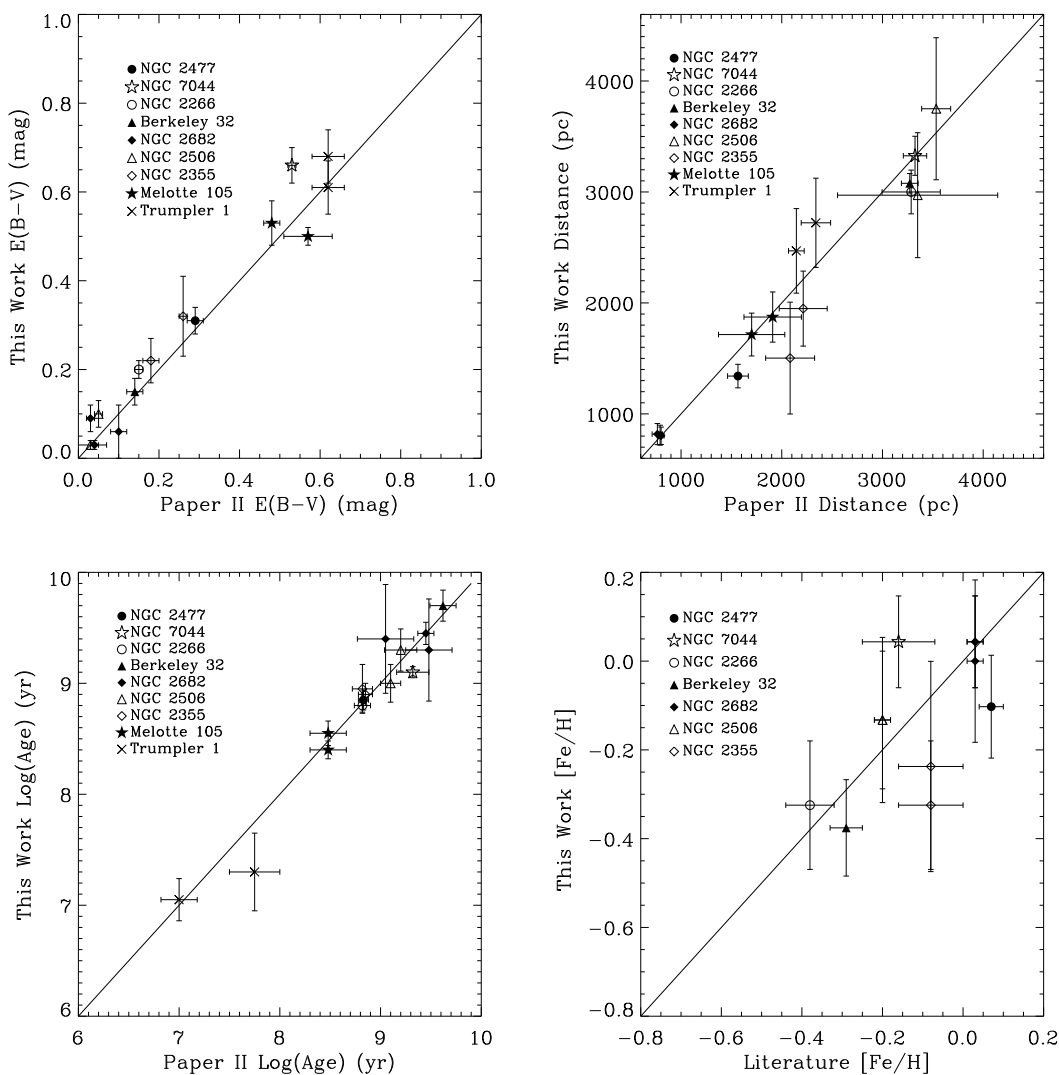 1.0
0.8
0.6
0.4
0.2
0.0
This Work E(B−V) (mag)
NGC 2477
NGC 7044
NGC 2266
Berkeley 32
NGC 2682
NGC 2506
NGC 2355
Melotte 105
Trumpler 1
0.0 0.2 0.4 0.6 0.8 1.0
Paper II E(B−V) (mag)
4000
3000
2000
1000
This Work Distance (pc)
NGC 2477
NGC 7044
NGC 2266
Berkeley 32
NGC 2682
NGC 2506
NGC 2355
Melotte 105
Trumpler 1
1000 2000 3000 4000
Paper II Distance (pc)
10
9
8
7
6
This Work Log(Age) (yr)
NGC 2477
NGC 7044
NGC 2266
Berkeley 32
NGC 2682
NGC 2506
NGC 2355
Melotte 105
Trumpler 1
6 7 8 9 10
Paper II Log(Age) (yr)
0.2
0.0
−0.2
−0.4
−0.6
−0.8
This Work [Fe/H]
NGC 2477
NGC 7044
NGC 2266
Berkeley 32
NGC 2682
NGC 2506
NGC 2355
−0.8 −0.6 −0.4 −0.2 0.0 0.2
Literature [Fe/H]